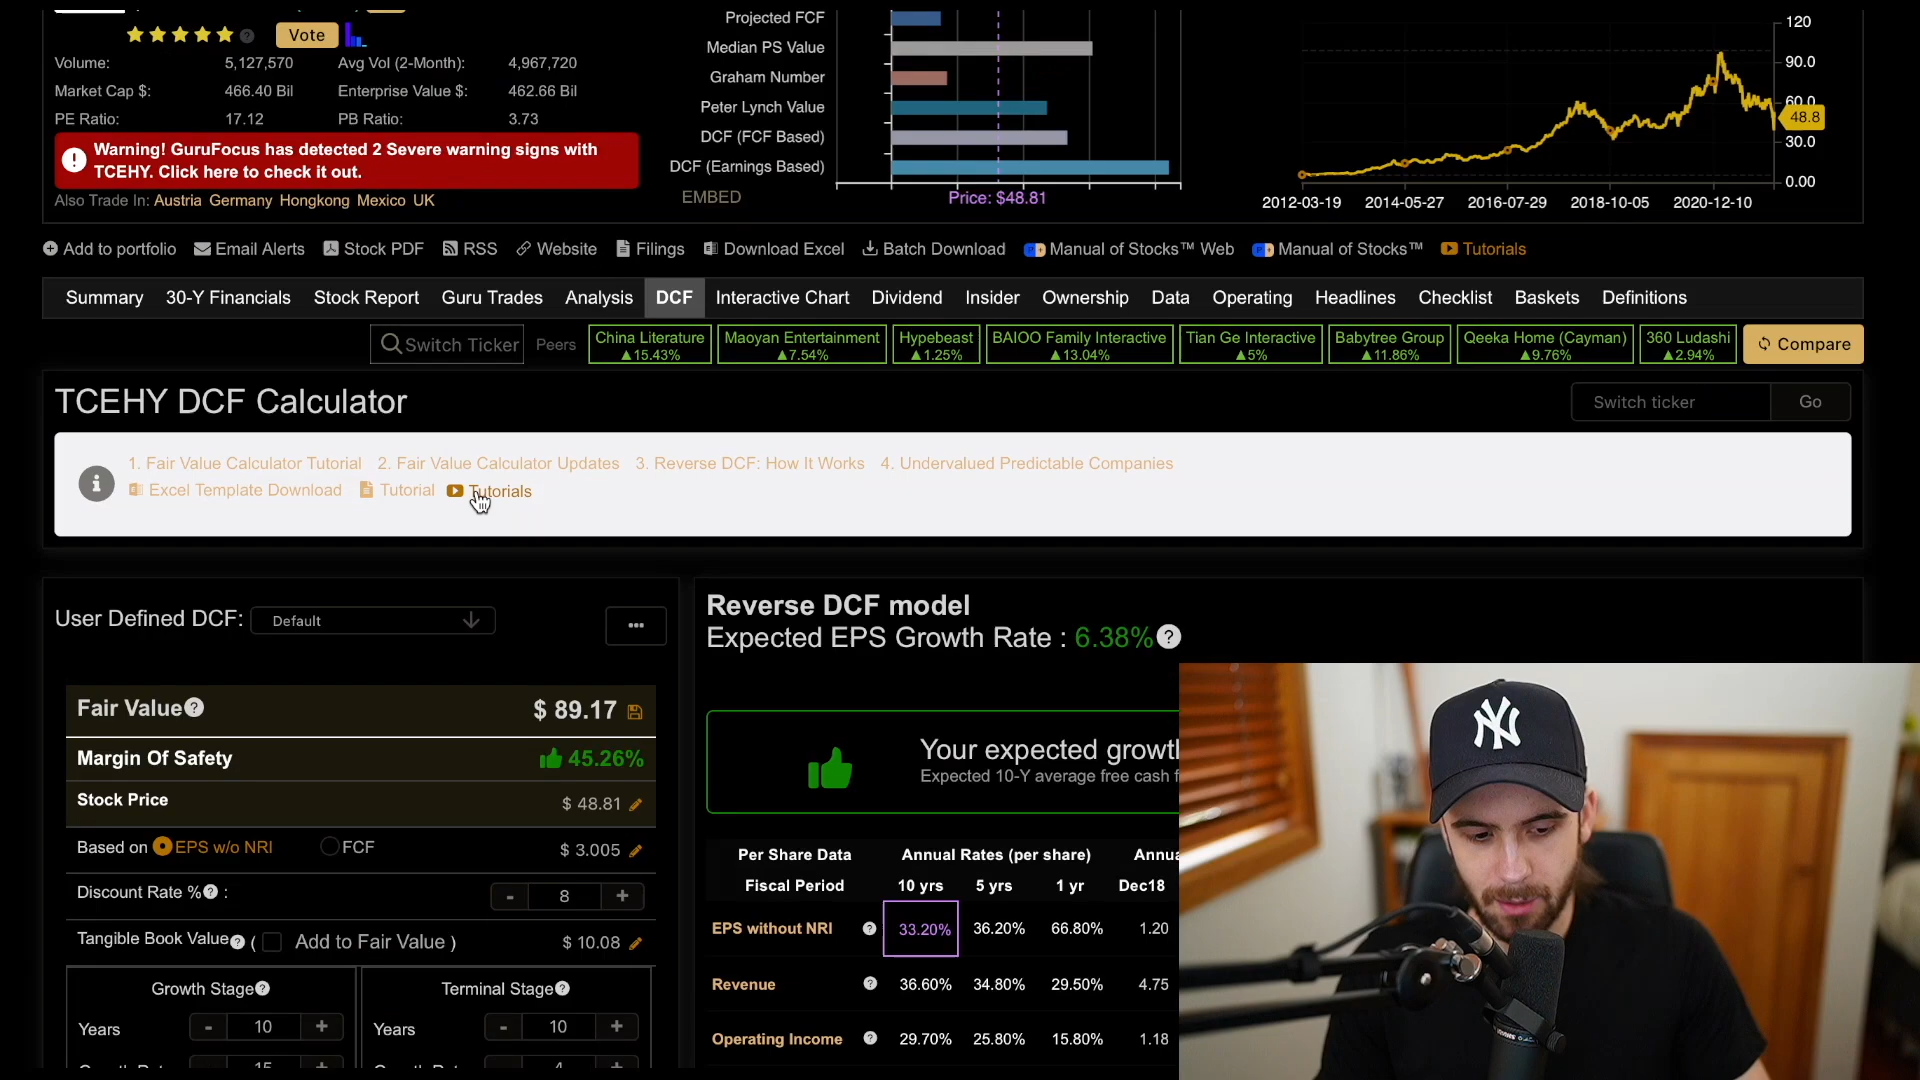 Vote
Volume: 5,127,570 Avg Vol (2-Month): 4,967,720
Market Cap $: 466.40 Bil Enterprise Value $: 462.66 Bil
PE Ratio: 17.12 PB Ratio: 3.73
Warning! GuruFocus has detected 2 Severe warning signs with
TCEHY. Click here to check it out.
Also Trade In: Austria Germany Hongkong Mexico UK
Projected FCF
Median PS Value
Graham Number
Peter Lynch Value
DCF (FCF Based)
DCF (Earnings Based)
EMBED
Price: $48.81
120
90.0
60.0
48.8
30.0
0.00
2012-03-19 2014-05-27 2016-07-29 2018-10-05 2020-12-10
Add to portfolio Email Alerts Stock PDF RSS Website Filings Download Excel Batch Download Manual of Stocks™ Web Manual of Stocks™ Tutorials
Summary 30-Y Financials Stock Report Guru Trades Analysis DCF Interactive Chart Dividend Insider Ownership Data Operating Headlines Checklist Baskets Definitions
Switch Ticker Peers China Literature Maoyan Entertainment Hypebeast BAIOO Family Interactive Tian Ge Interactive Babytree Group Qeeka Home (Cayman) 360 Ludashi Compare
▲15.43% ▲7.54% ▲1.25% ▲13.04% ▲5% ▲11.86% ▲9.76% ▲2.94%
TCEHY DCF Calculator
Switch ticker Go
1. Fair Value Calculator Tutorial 2. Fair Value Calculator Updates 3. Reverse DCF: How It Works 4. Undervalued Predictable Companies
Excel Template Download Tutorial Tutorials
User Defined DCF: Default ...
Fair Value $ 89.17
Margin Of Safety 45.26%
Stock Price $ 48.81
Based on EPS w/o NRI FCF $ 3.005
Discount Rate % : - 8 +
Tangible Book Value ( Add to Fair Value ) $ 10.08
Growth Stage Terminal Stage
Years - 10 + Years - 10 +
15 4
Reverse DCF model
Expected EPS Growth Rate : 6.38%
Your expected growt
Expected 10-Y average free cash
Per Share Data Annual Rates (per share) Annu
Fiscal Period 10 yrs 5 yrs 1 yr Dec18
EPS without NRI 33.20% 36.20% 66.80% 1.20
Revenue 36.60% 34.80% 29.50% 4.75
Operating Income 29.70% 25.80% 15.80% 1.18
NY